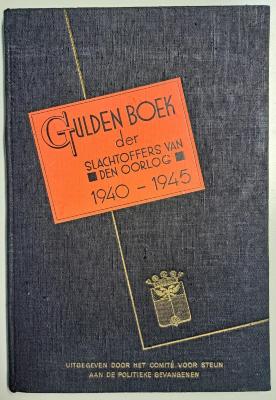 GULDEN BOEK
der
SLACHTOFFERS VAN
DEN OORLOG
1940 - 1945
UITGEGEVEN DOOR HET COMITÉ VOOR STEUN
AAN DE POLITIEKE GEVANGENEN